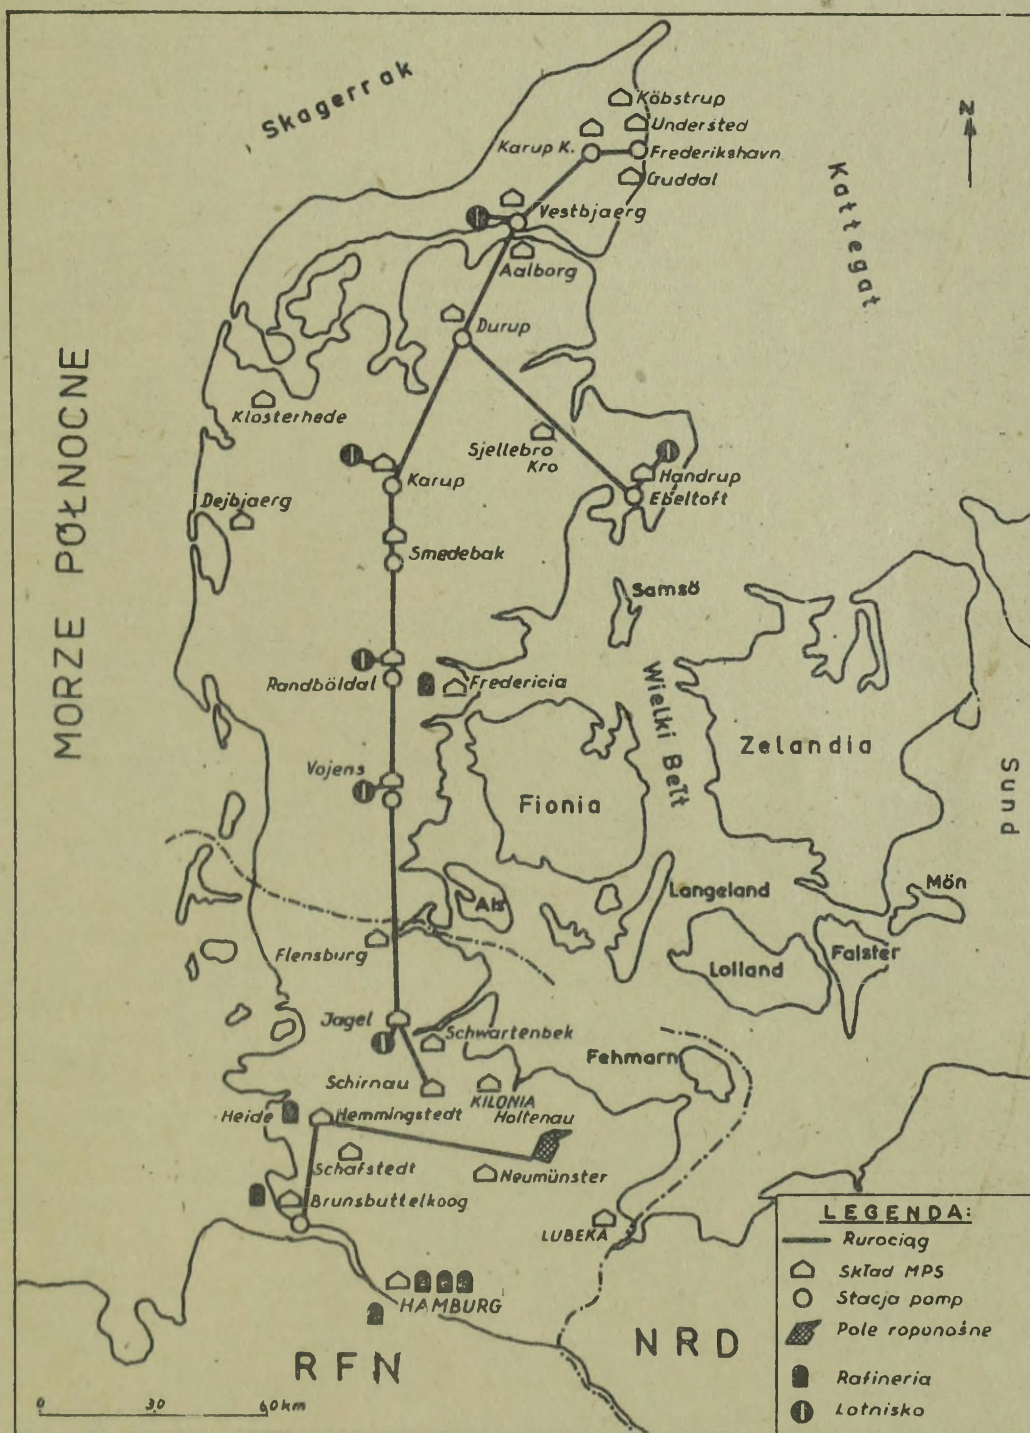 Skagerrak
Köbstrup
Understed
Karup K.
Frederikshavn
Guddal
N
Kattegat
Vestbjaerg
Aalborg
Durup
MORZE PÓŁNOCNE
Klosterhede
Sjellebro
Kro
Handrup
Ebeltoft
Karup
Dejbjaerg
Smedebak
Samsö
Randböldal
Fredericia
Wielki Bełt
Zelandia
Sund
Vojens
Fionia
Langeland
Mön
Als
Flensburg
Lolland
Falster
Jagel
Schwartenbek
Fehmarn
Schirnau
KILONIA
Holtenau
Heide
Hemmingstedt
Schafstedt
Neumünster
Brunsbuttelkoog
LUBEKA
HAMBURG
RFN
NRD
LEGENDA:
Rurociąg
Skład MPS
Stacja pomp
Pole roponośne
Rafineria
Lotnisko
0 30 60km